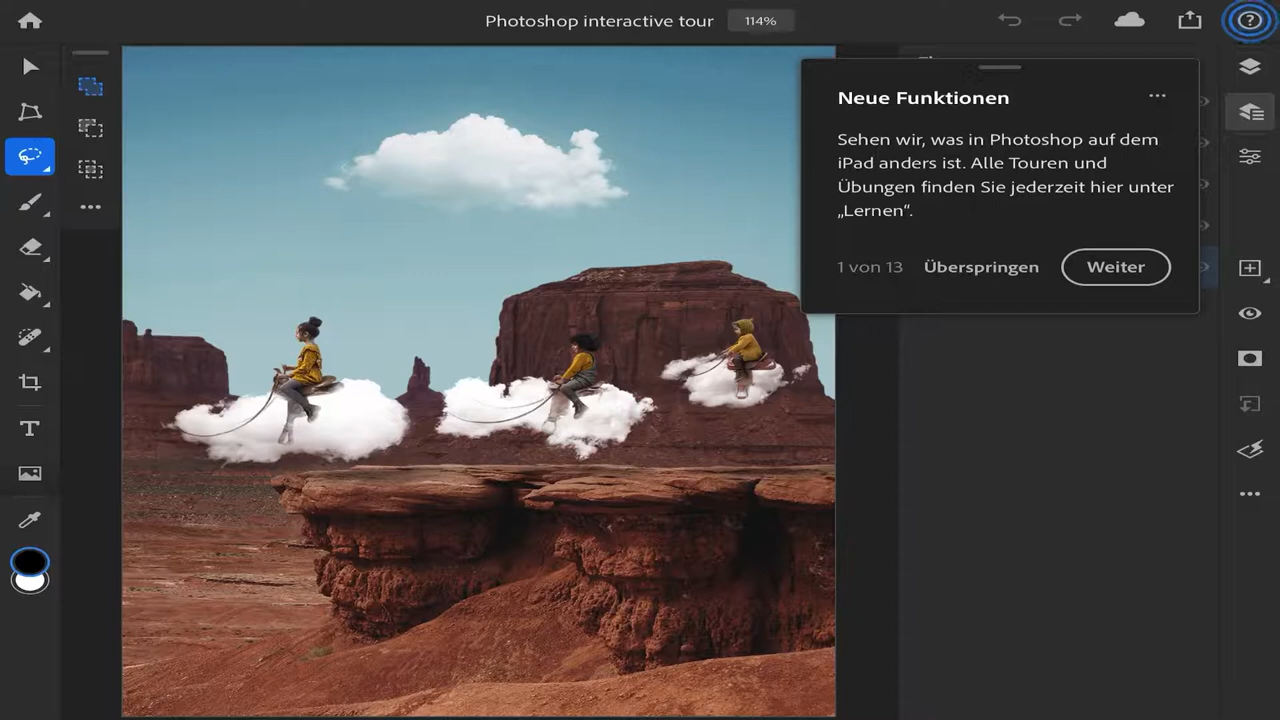 Photoshop interactive tour
114%
Neue Funktionen
Sehen wir, was in Photoshop auf dem
iPad anders ist. Alle Touren und
Übungen finden Sie jederzeit hier unter
„Lernen“.
1 von 13
Überspringen
Weiter